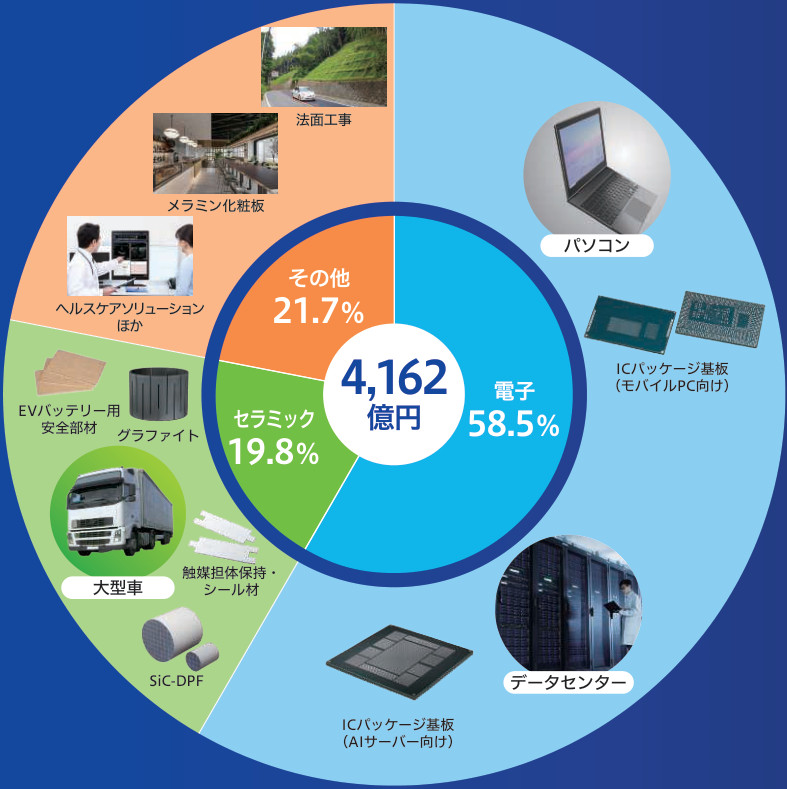 法面工事
メラミン化粧板
ヘルスケアソリューション
ほか
その他
21.7%
4,162
億円
電子
58.5%
セラミック
19.8%
パソコン
ICパッケージ基板
(モバイルPC向け)
EVバッテリー用
安全部材
グラファイト
大型車
触媒担体保持・
シール材
SiC-DPF
データセンター
ICパッケージ基板
(AIサーバー向け)